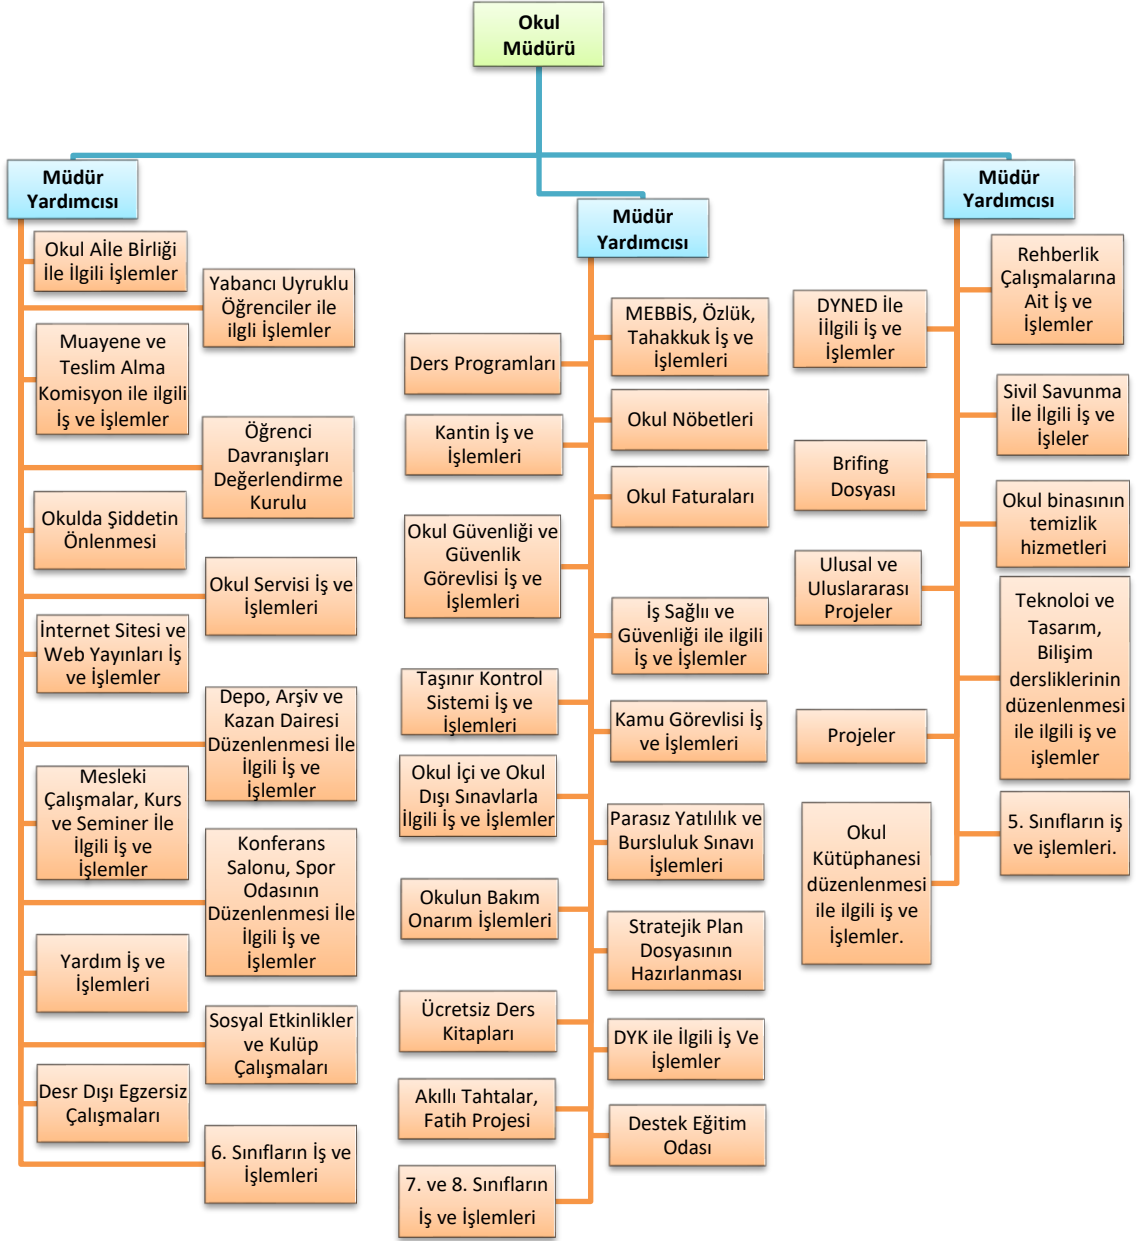 Okul
Müdürü
Müdür
Yardımcısı
Okul Aİle Bİrliği
İle İlgili İşlemler
Yabancı Uyruklu
Öğrenciler ile
ilgli İşlemler
Muayene ve
Teslim Alma
Komisyon ile ilgili
İş ve İşlemler
Öğrenci
Davranışları
Değerlendirme
Kurulu
Okulda Şiddetin
Önlenmesi
Okul Servisi İş ve
İşlemleri
İnternet Sitesi ve
Web Yayınları İş
ve İşlemler
Depo, Arşiv ve
Kazan Dairesi
Düzenlenmesi İle
İlgili İş ve
İşlemler
Mesleki
Çalışmalar, Kurs
ve Seminer İle
İlgili İş ve
İşlemler
Konferans
Salonu, Spor
Odasının
Düzenlenmesi İle
İlgili İş ve
İşlemler
Yardım İş ve
İşlemleri
Sosyal Etkinlikler
ve Kulüp
Çalışmaları
Desr Dışı Egzersiz
Çalışmaları
6. Sınıfların İş ve
İşlemleri
Müdür
Yardımcısı
MEBBİS, Özlük,
Tahakkuk İş ve
İşlemleri
Ders Programları
Okul Nöbetleri
Kantin İş ve
İşlemleri
Okul Faturaları
Okul Güvenliği ve
Güvenlik
Görevlisi İş ve
İşlemleri
İş Sağlıı ve
Güvenliği ile ilgili
İş ve İşlemler
Taşınır Kontrol
Sistemi İş ve
İşlemleri
Kamu Görevlisi İş
ve İşlemleri
Okul İçi ve Okul
Dışı Sınavlarla
İlgili İş ve İşlemler
Parasız Yatılılık ve
Bursluluk Sınavı
İşlemleri
Okulun Bakım
Onarım İşlemleri
Stratejik Plan
Dosyasının
Hazırlanması
Ücretsiz Ders
Kitapları
DYK ile İlgili İş Ve
İşlemler
Akıllı Tahtalar,
Fatih Projesi
Destek Eğitim
Odası
7. ve 8. Sınıfların
İş ve İşlemleri
Müdür
Yardımcısı
Rehberlik
Çalışmalarına
Ait İş ve
İşlemler
DYNED İle
İİlgili İş ve
İşlemler
Sivil Savunma
İle İlgili İş ve
İşleler
Brifing
Dosyası
Okul binasının
temizlik
hizmetleri
Ulusal ve
Uluslararası
Projeler
Teknoloi ve
Tasarım,
Bilişim
dersliklerinin
düzenlenmesi
ile ilgili iş ve
işlemler
Projeler
5. Sınıfların iş
ve işlemleri.
Okul
Kütüphanesi
düzenlenmesi
ile ilgili iş ve
İşlemler.